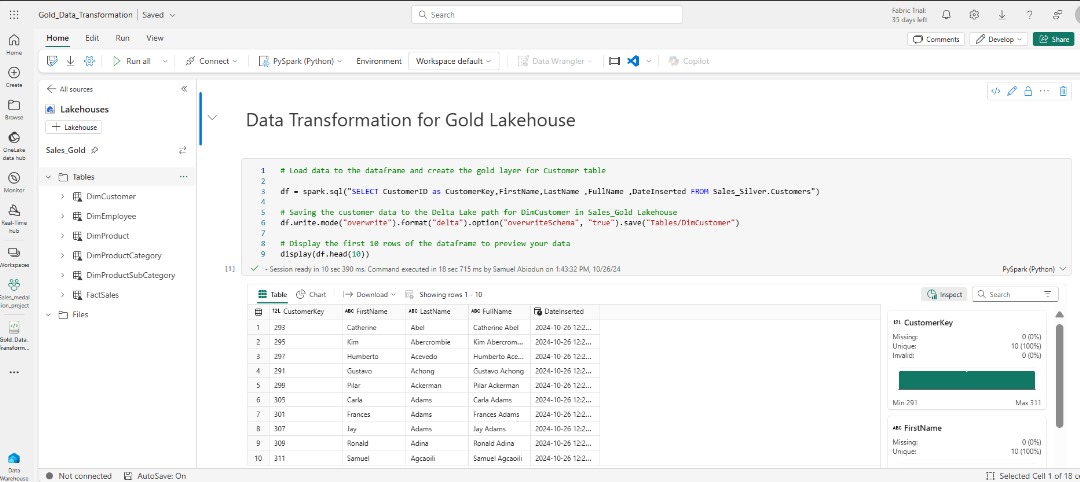 Gold_Data_Transformation | Saved
Search
Fabric Trial:
35 days left
Home Edit Run View
Comments Develop Share
Run all Connect PySpark (Python) Environment Workspace default Data Wrangler Copilot
Home
Create
Browse
OneLake
data hub
Monitor
Real-Time
hub
Workspaces
Sales_medal
ion_project
Gold_Data_
Transform...
Data
Warehouse
All sources
Lakehouses
Lakehouse
Sales_Gold
Tables
DimCustomer
DimEmployee
DimProduct
DimProductCategory
DimProductSubCategory
FactSales
Files
Data Transformation for Gold Lakehouse
1 # Load data to the dataframe and create the gold layer for Customer table
2
3 df = spark.sql("SELECT CustomerID as CustomerKey,FirstName,LastName ,FullName ,DateInserted FROM Sales_Silver.Customers")
4
5 # Saving the customer data to the Delta Lake path for DimCustomer in Sales_Gold Lakehouse
6 df.write.mode("overwrite").format("delta").option("overwriteSchema", "true").save("Tables/DimCustomer")
7
8 # Display the first 10 rows of the dataframe to preview your data
9 display(df.head(10))
[1] - Session ready in 10 sec 390 ms. Command executed in 18 sec 715 ms by Samuel Abiodun on 1:43:32 PM, 10/26/24 PySpark (Python)
Table Chart Download Showing rows 1 - 10 Inspect Search
CustomerKey ABC FirstName ABC LastName ABC FullName DateInserted
1 293 Catherine Abel Catherine Abel 2024-10-26 12:2...
2 295 Kim Abercrombie Kim Abercrom... 2024-10-26 12:2...
3 297 Humberto Acevedo Humberto Ace... 2024-10-26 12:2...
4 291 Gustavo Achong Gustavo Achong 2024-10-26 12:2...
5 299 Pilar Ackerman Pilar Ackerman 2024-10-26 12:2...
6 305 Carla Adams Carla Adams 2024-10-26 12:2...
7 301 Frances Adams Frances Adams 2024-10-26 12:2...
8 307 Jay Adams Jay Adams 2024-10-26 12:2...
9 309 Ronald Adina Ronald Adina 2024-10-26 12:2...
10 311 Samuel Agcaoili Samuel Agcaoili 2024-10-26 12:2...
CustomerKey
Missing: 0 (0%)
Unique: 10 (100%)
Invalid: 0 (0%)
Min 291 Max 311
ABC FirstName
Missing: 0 (0%)
Unique: 10 (100%)
Not connected AutoSave: On Selected Cell 1 of 18 c